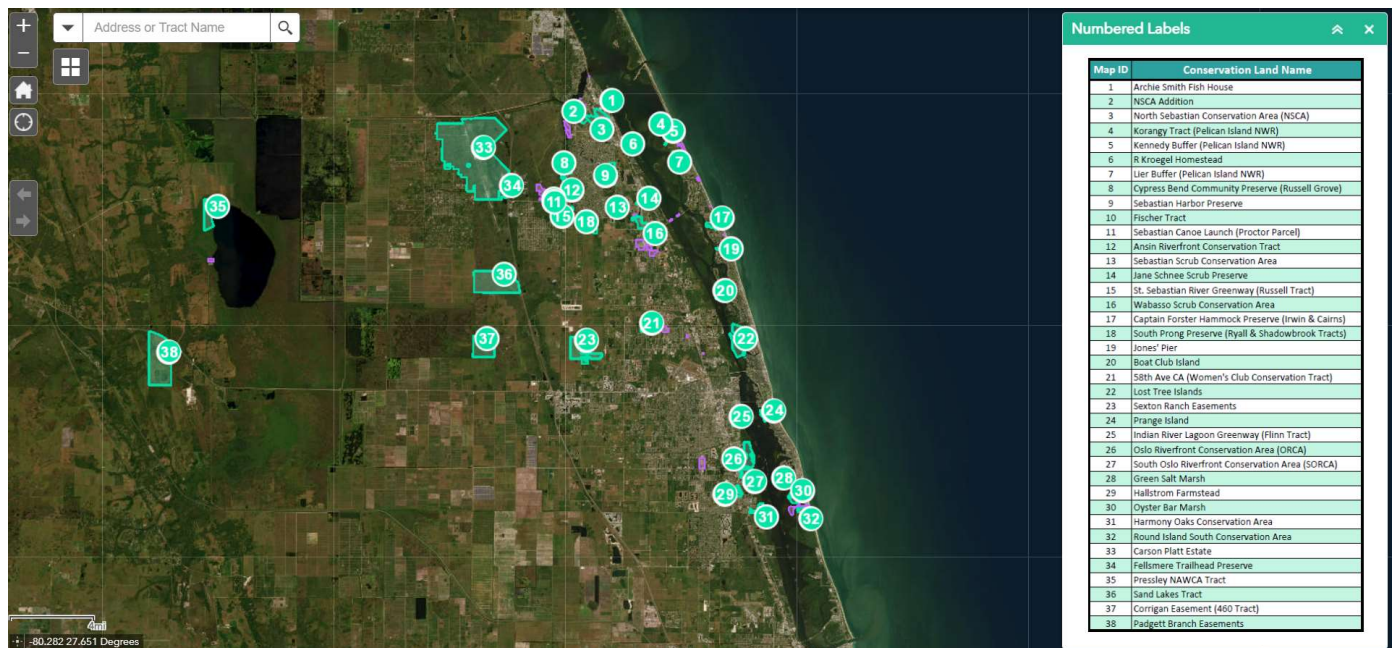 +
Address or Tract Name
−
1
2
3
4
5
6
33
8
7
9
34
12
11
14
35
13
15
18
17
16
19
36
20
21
37
23
22
38
24
25
26
27
28
29
30
31
32
4mi
-80.282 27.651 Degrees
Numbered Labels
Map ID Conservation Land Name
1 Archie Smith Fish House
2 NSCA Addition
3 North Sebastian Conservation Area (NSCA)
4 Korangy Tract (Pelican Island NWR)
5 Kennedy Buffer (Pelican Island NWR)
6 R Kroegel Homestead
7 Lier Buffer (Pelican Island NWR)
8 Cypress Bend Community Preserve (Russell Grove)
9 Sebastian Harbor Preserve
10 Fischer Tract
11 Sebastian Canoe Launch (Proctor Parcel)
12 Ansin Riverfront Conservation Tract
13 Sebastian Scrub Conservation Area
14 Jane Schnee Scrub Preserve
15 St. Sebastian River Greenway (Russell Tract)
16 Wabasso Scrub Conservation Area
17 Captain Forster Hammock Preserve (Irwin & Cairns)
18 South Prong Preserve (Ryall & Shadowbrook Tracts)
19 Jones' Pier
20 Boat Club Island
21 58th Ave CA (Women's Club Conservation Tract)
22 Lost Tree Islands
23 Sexton Ranch Easements
24 Prange Island
25 Indian River Lagoon Greenway (Flinn Tract)
26 Oslo Riverfront Conservation Area (ORCA)
27 South Oslo Riverfront Conservation Area (SORCA)
28 Green Salt Marsh
29 Hallstrom Farmstead
30 Oyster Bar Marsh
31 Harmony Oaks Conservation Area
32 Round Island South Conservation Area
33 Carson Platt Estate
34 Fellsmere Trailhead Preserve
35 Pressley NAWCA Tract
36 Sand Lakes Tract
37 Corrigan Easement (460 Tract)
38 Padgett Branch Easements